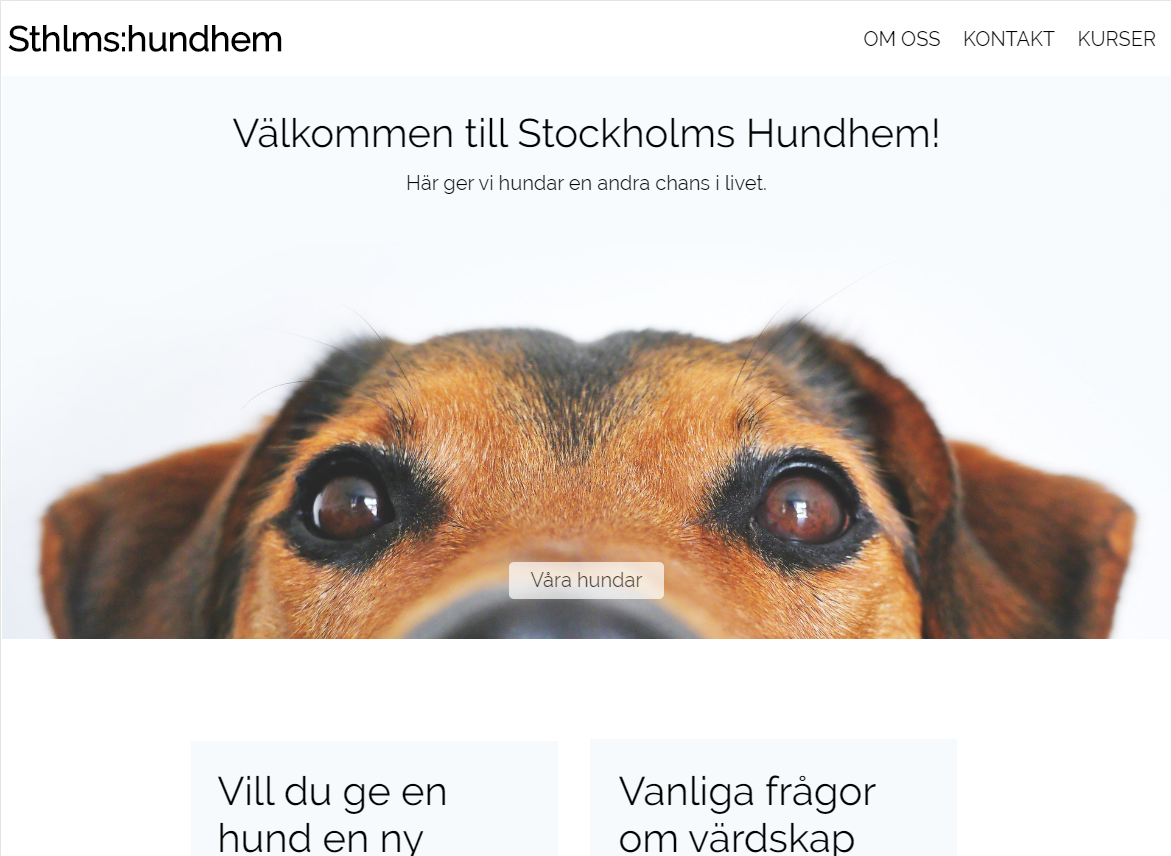 Sthlms:hundhem
OM OSS KONTAKT KURSER
Välkommen till Stockholms Hundhem!
Här ger vi hundar en andra chans i livet.
Våra hundar
Vill du ge en
hund en ny
Vanliga frågor
om värdskap